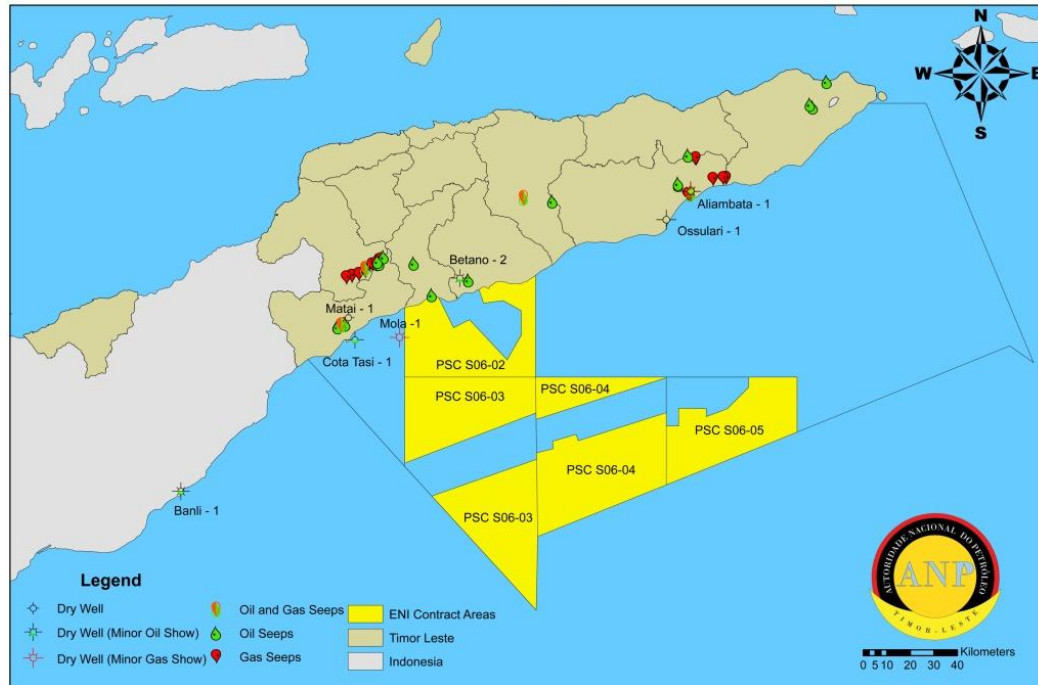 N
W E
S
Aliambata - 1
Ossulari - 1
Betano - 2
Matai - 1
Mola -1
Cota Tasi - 1
PSC S06-02
PSC S06-03
PSC S06-04
PSC S06-05
PSC S06-04
PSC S06-03
Banli - 1
Legend
Dry Well
Dry Well (Minor Oil Show)
Dry Well (Minor Gas Show)
Oil and Gas Seeps
Oil Seeps
Gas Seeps
ENI Contract Areas
Timor Leste
Indonesia
AUTORIDADE NACIONAL DO PETRÓLEO
ANP
TIMOR-LESTE
Kilometers
0 5 10 20 30 40